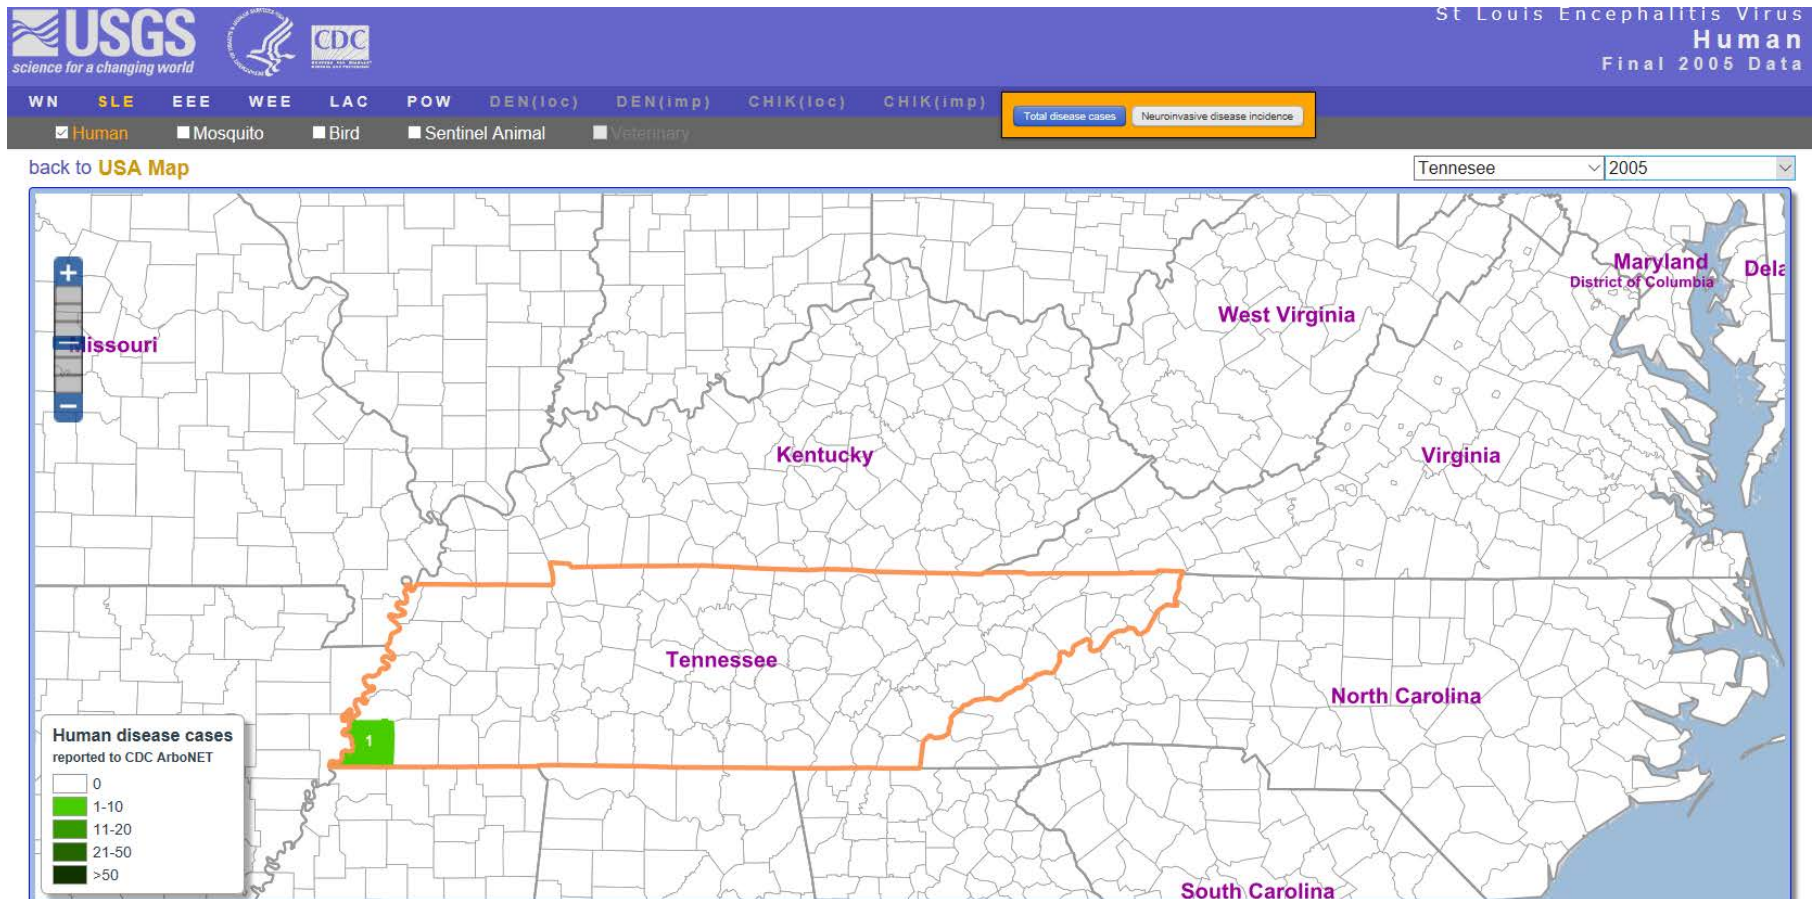 USGS
science for a changing world
CDC
St Louis Encephalitis Virus
Human
Final 2005 Data
WN SLE EEE WEE LAC POW DEN(loc) DEN(imp) CHIK(loc) CHIK(imp)
Total disease cases Neuroinvasive disease incidence
Human Mosquito Bird Sentinel Animal Veterinary
back to USA Map
Tennesee 2005
Maryland
District of Columbia
Dela
West Virginia
Missouri
Kentucky
Virginia
Tennessee
North Carolina
1
Human disease cases
reported to CDC ArboNET
0
1-10
11-20
21-50
>50
South Carolina